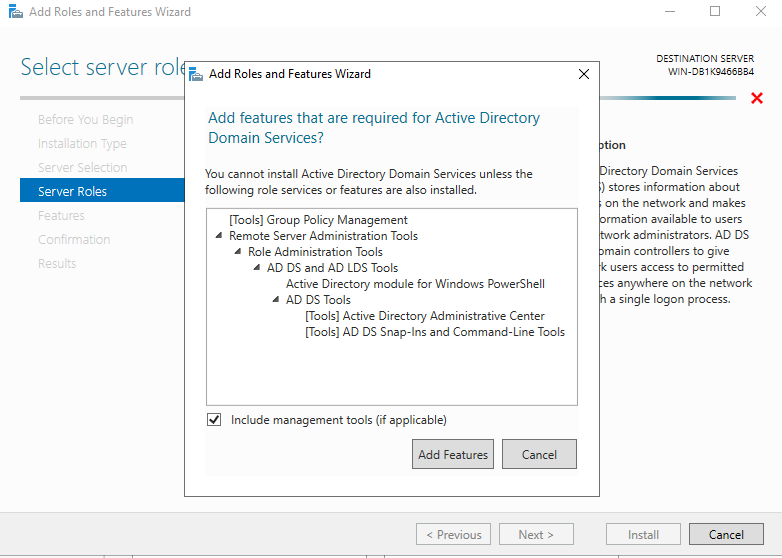 Add Roles and Features Wizard
Select server role
DESTINATION SERVER
WIN-DB1K9466BB4
Before You Begin
Installation Type
Server Selection
Server Roles
Features
Confirmation
Results
Add Roles and Features Wizard
Add features that are required for Active Directory
Domain Services?
You cannot install Active Directory Domain Services unless the
following role services or features are also installed.
[Tools] Group Policy Management
Remote Server Administration Tools
Role Administration Tools
AD DS and AD LDS Tools
Active Directory module for Windows PowerShell
AD DS Tools
[Tools] Active Directory Administrative Center
[Tools] AD DS Snap-Ins and Command-Line Tools
Include management tools (if applicable)
Add Features
Cancel
ption
Directory Domain Services
) stores information about
s on the network and makes
ormation available to users
twork administrators. AD DS
omain controllers to give
k users access to permitted
ces anywhere on the network
h a single logon process.
< Previous
Next >
Install
Cancel